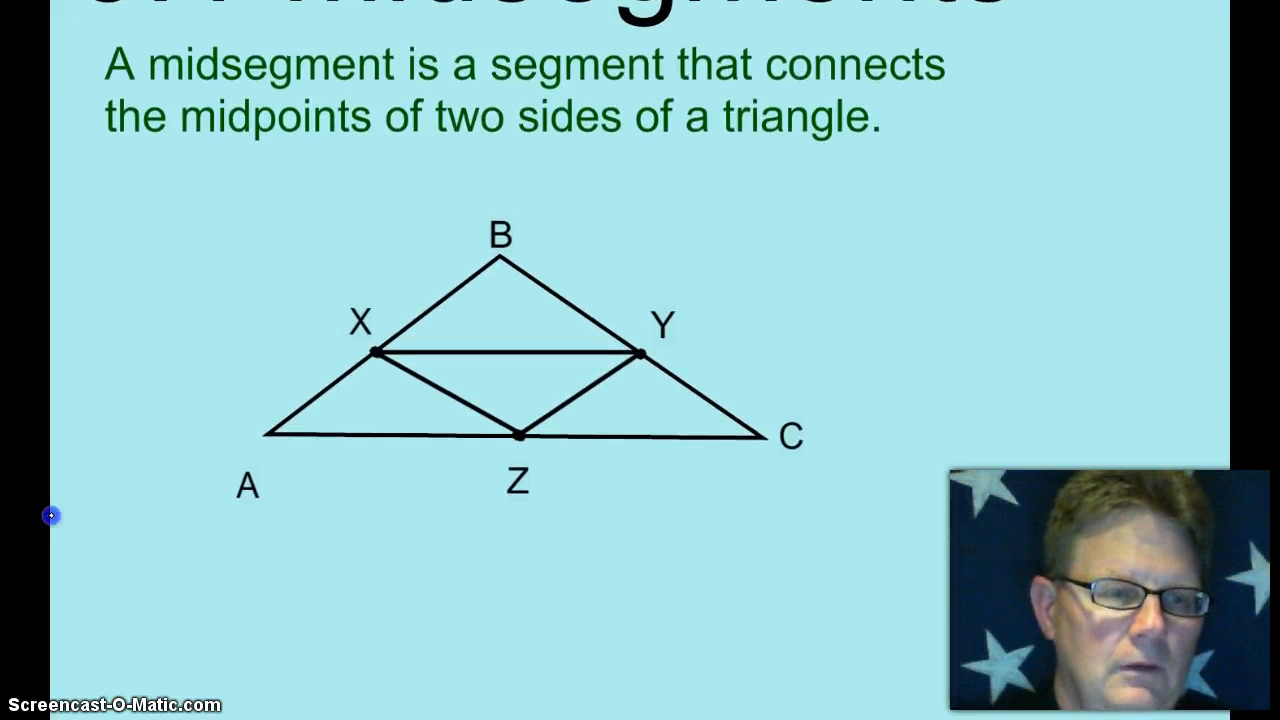 A midsegment is a segment that connects
the midpoints of two sides of a triangle.
B
X
Y
C
A
Z
Screencast-O-Matic.com